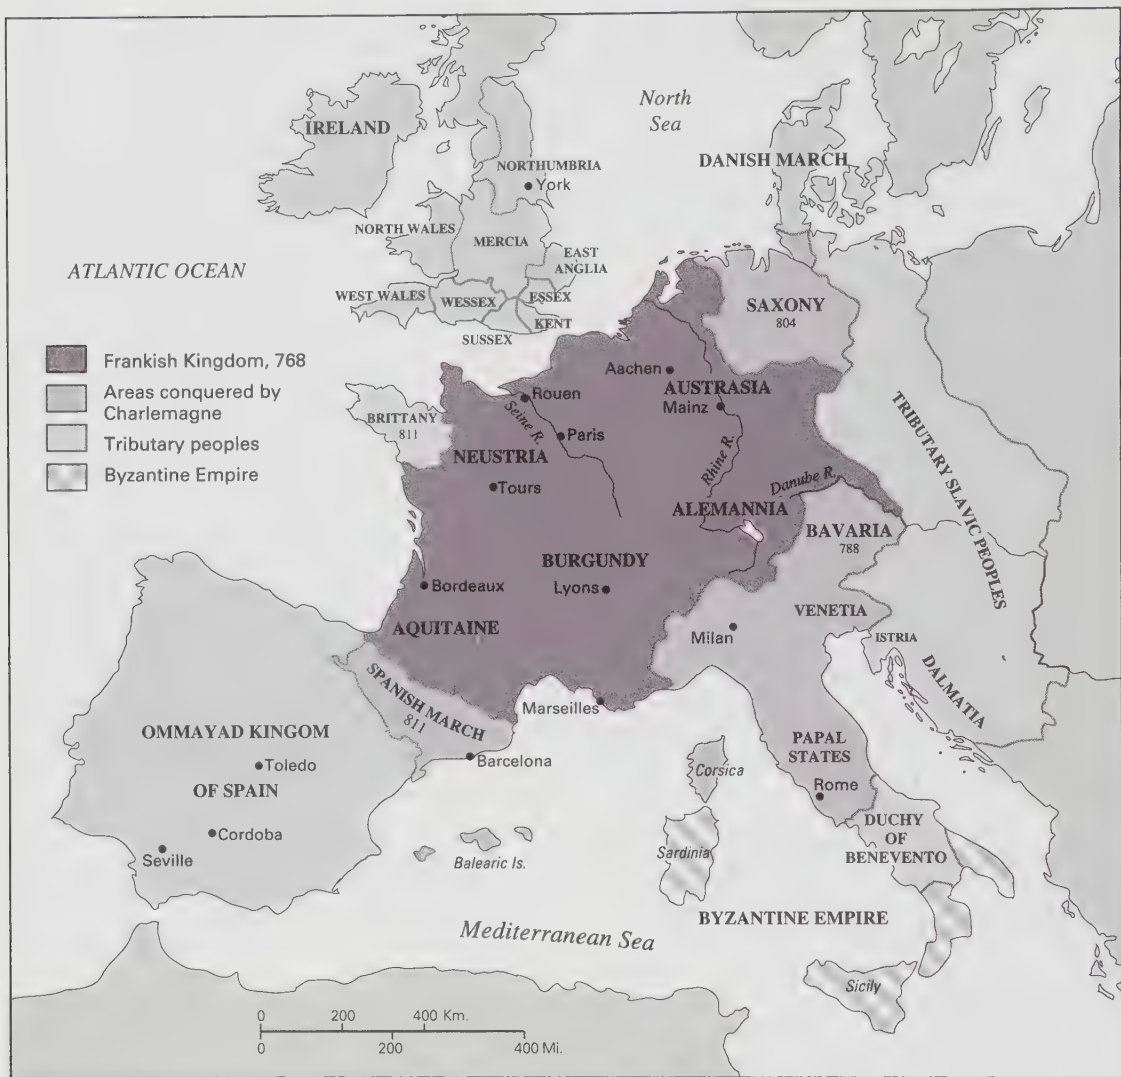 North
Sea
IRELAND
DANISH MARCH
NORTHUMBRIA
York
NORTH WALES
MERCIA
EAST
ANGLIA
ATLANTIC OCEAN
WEST WALES
WESSEX
ESSEX
KENT
SUSSEX
SAXONY
804
Frankish Kingdom, 768
Areas conquered by
Charlemagne
Tributary peoples
Byzantine Empire
Aachen
AUSTRASIA
Mainz
Rouen
Seine R.
Paris
BRITTANY
811
NEUSTRIA
Tours
Rhine R.
Danube R.
ALEMANNIA
BAVARIA
788
TRIBUTARY SLAVIC PEOPLES
BURGUNDY
Lyons
Bordeaux
AQUITAINE
VENETIA
Milan
ISTRIA
DALMATIA
SPANISH MARCH
811
Marseilles
Barcelona
OMMAYAD KINGOM
Toledo
OF SPAIN
Cordoba
Seville
PAPAL
STATES
Rome
Corsica
DUCHY
OF
BENEVENTO
Sardinia
Balearic Is.
BYZANTINE EMPIRE
Mediterranean Sea
Sicily
0 200 400 Km.
0 200 400 Mi.